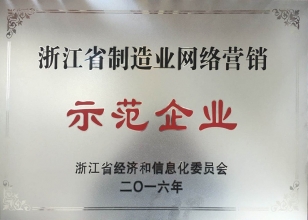 浙江省制造业网络营销
示范企业
浙江省经济和信息化委员会
二〇一六年